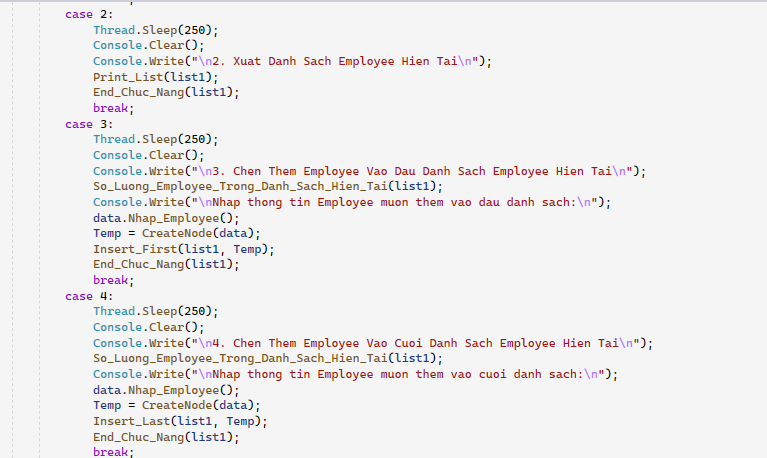 case 2:
Thread.Sleep(250);
Console.Clear();
Console.Write("\n2. Xuat Danh Sach Employee Hien Tai\n");
Print_List(list1);
End_Chuc_Nang(list1);
break;
case 3:
Thread.Sleep(250);
Console.Clear();
Console.Write("\n3. Chen Them Employee Vao Dau Danh Sach Employee Hien Tai\n");
So_Luong_Employee_Trong_Danh_Sach_Hien_Tai(list1);
Console.Write("\nNhap thong tin Employee muon them vao dau danh sach:\n");
data.Nhap_Employee();
Temp = CreateNode(data);
Insert_First(list1, Temp);
End_Chuc_Nang(list1);
break;
case 4:
Thread.Sleep(250);
Console.Clear();
Console.Write("\n4. Chen Them Employee Vao Cuoi Danh Sach Employee Hien Tai\n");
So_Luong_Employee_Trong_Danh_Sach_Hien_Tai(list1);
Console.Write("\nNhap thong tin Employee muon them vao cuoi danh sach:\n");
data.Nhap_Employee();
Temp = CreateNode(data);
Insert_Last(list1, Temp);
End_Chuc_Nang(list1);
break;